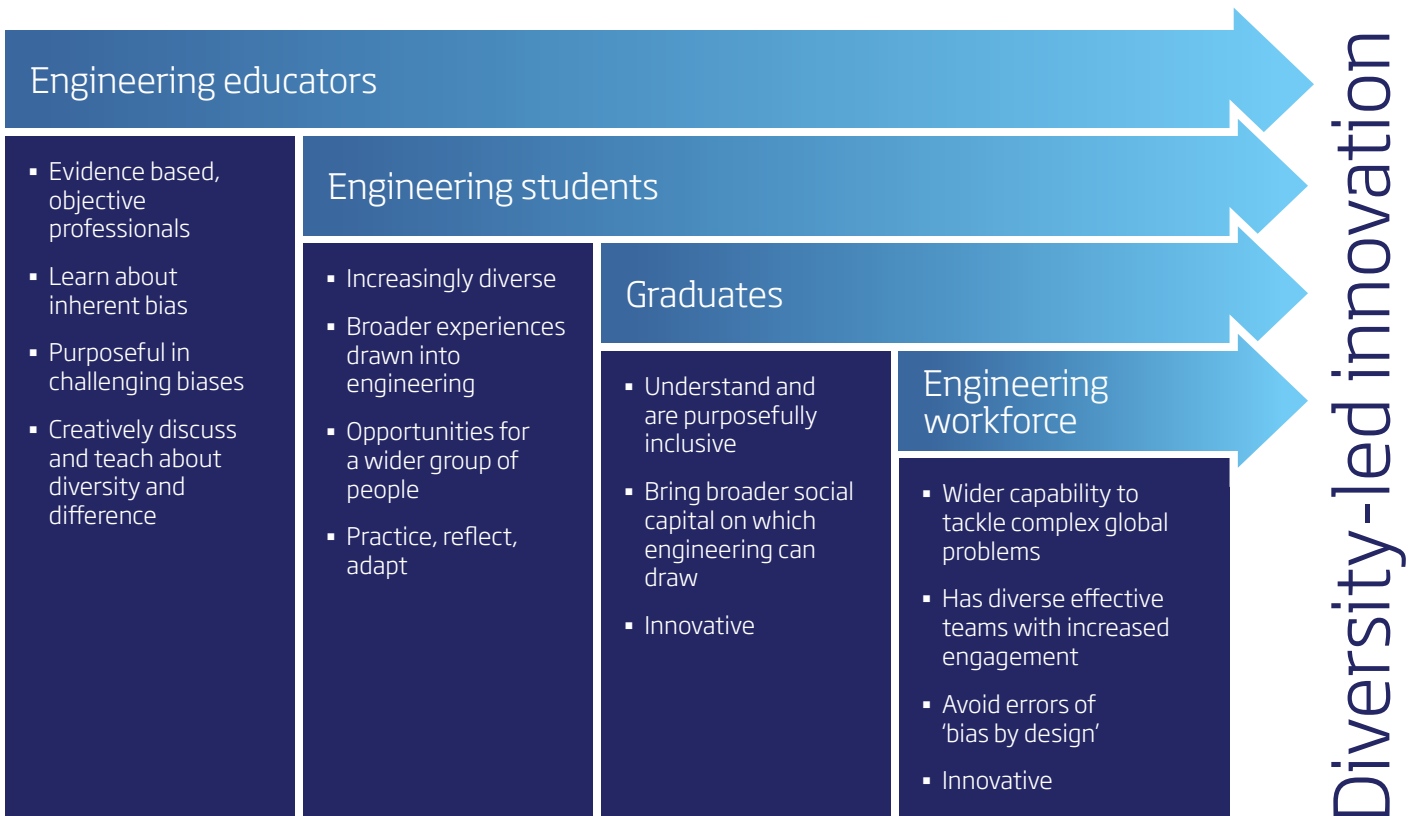 Engineering educators
▪ Evidence based,
objective
professionals
▪ Learn about
inherent bias
▪ Purposeful in
challenging biases
▪ Creatively discuss
and teach about
diversity and
difference
Engineering students
▪ Increasingly diverse
▪ Broader experiences
drawn into
engineering
▪ Opportunities for
a wider group of
people
▪ Practice, reflect,
adapt
Graduates
▪ Understand and
are purposefully
inclusive
▪ Bring broader social
capital on which
engineering can
draw
▪ Innovative
Engineering
workforce
▪ Wider capability to
tackle complex global
problems
▪ Has diverse effective
teams with increased
engagement
▪ Avoid errors of
‘bias by design’
▪ Innovative
Diversity-led innovation